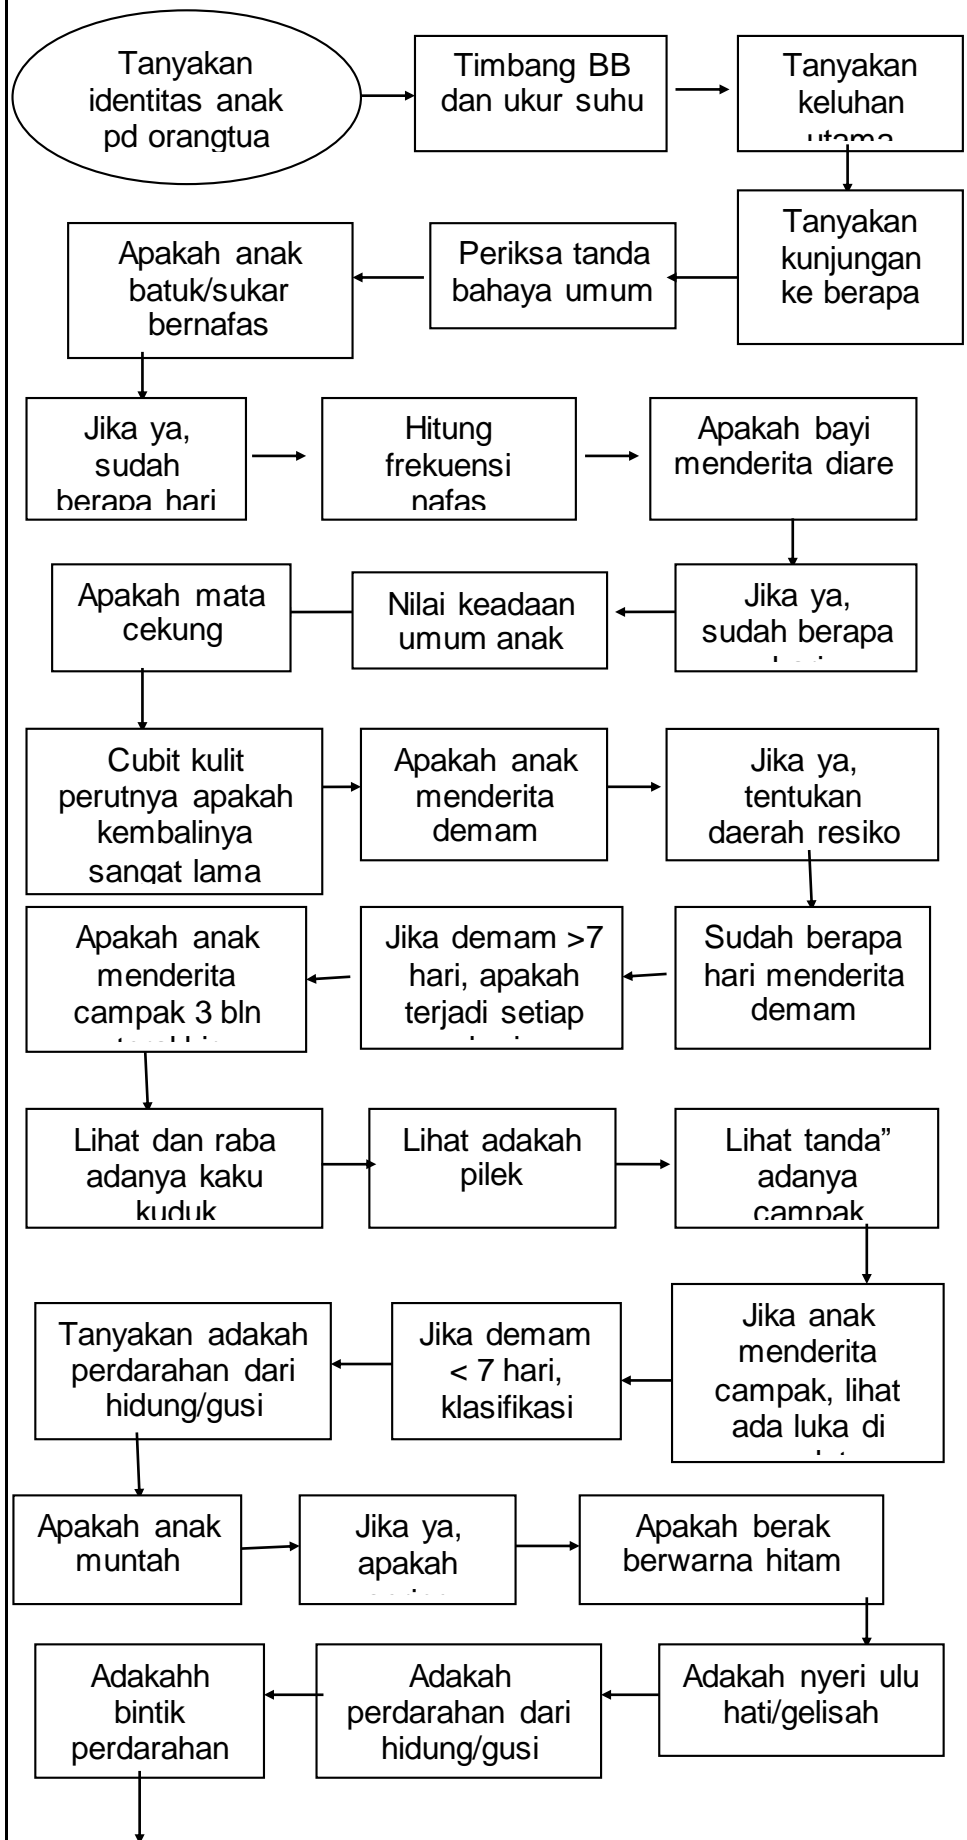 Tanyakan
identitas anak
pd orangtua
Timbang BB
dan ukur suhu
Tanyakan
keluhan
utama
Tanyakan
kunjungan
ke berapa
Periksa tanda
bahaya umum
Apakah anak
batuk/sukar
bernafas
Jika ya,
sudah
berapa hari
Hitung
frekuensi
nafas
Apakah bayi
menderita diare
Jika ya,
sudah berapa
Nilai keadaan
umum anak
Apakah mata
cekung
Cubit kulit
perutnya apakah
kembalinya
sangat lama
Apakah anak
menderita
demam
Jika ya,
tentukan
daerah resiko
Sudah berapa
hari menderita
demam
Jika demam >7
hari, apakah
terjadi setiap
Apakah anak
menderita
campak 3 bln
Lihat dan raba
adanya kaku
kuduk
Lihat adakah
pilek
Lihat tanda”
adanya
campak
Jika anak
menderita
campak, lihat
ada luka di
Jika demam
< 7 hari,
klasifikasi
Tanyakan adakah
perdarahan dari
hidung/gusi
Apakah anak
muntah
Jika ya,
apakah
Apakah berak
berwarna hitam
Adakah nyeri ulu
hati/gelisah
Adakah
perdarahan dari
hidung/gusi
Adakahh
bintik
perdarahan